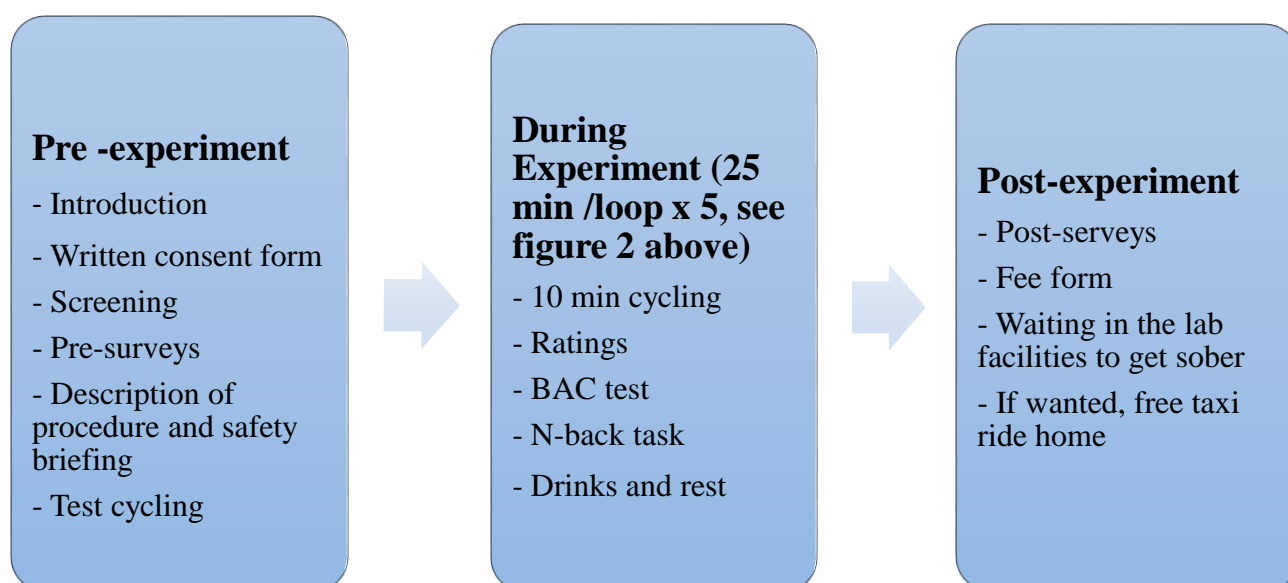 Pre -experiment
- Introduction
- Written consent form
- Screening
- Pre-surveys
- Description of
procedure and safety
briefing
- Test cycling
During
Experiment (25
min /loop x 5, see
figure 2 above)
- 10 min cycling
- Ratings
- BAC test
- N-back task
- Drinks and rest
Post-experiment
- Post-serveys
- Fee form
- Waiting in the lab
facilities to get sober
- If wanted, free taxi
ride home